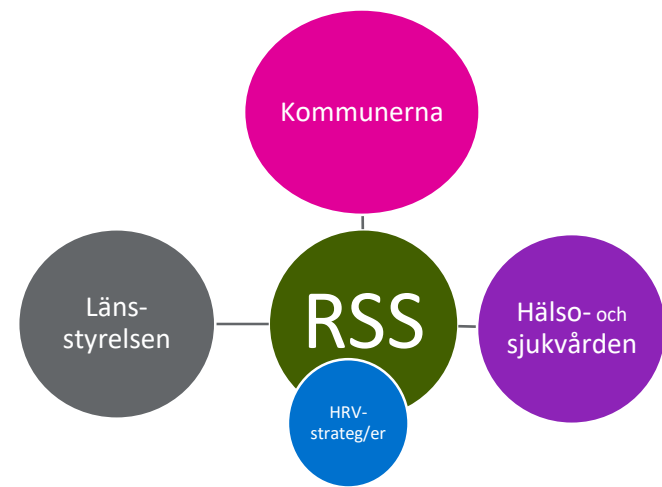 Kommunerna
Läns-
styrelsen
RSS
Hälso- och
sjukvården
HRV-
strateg/er